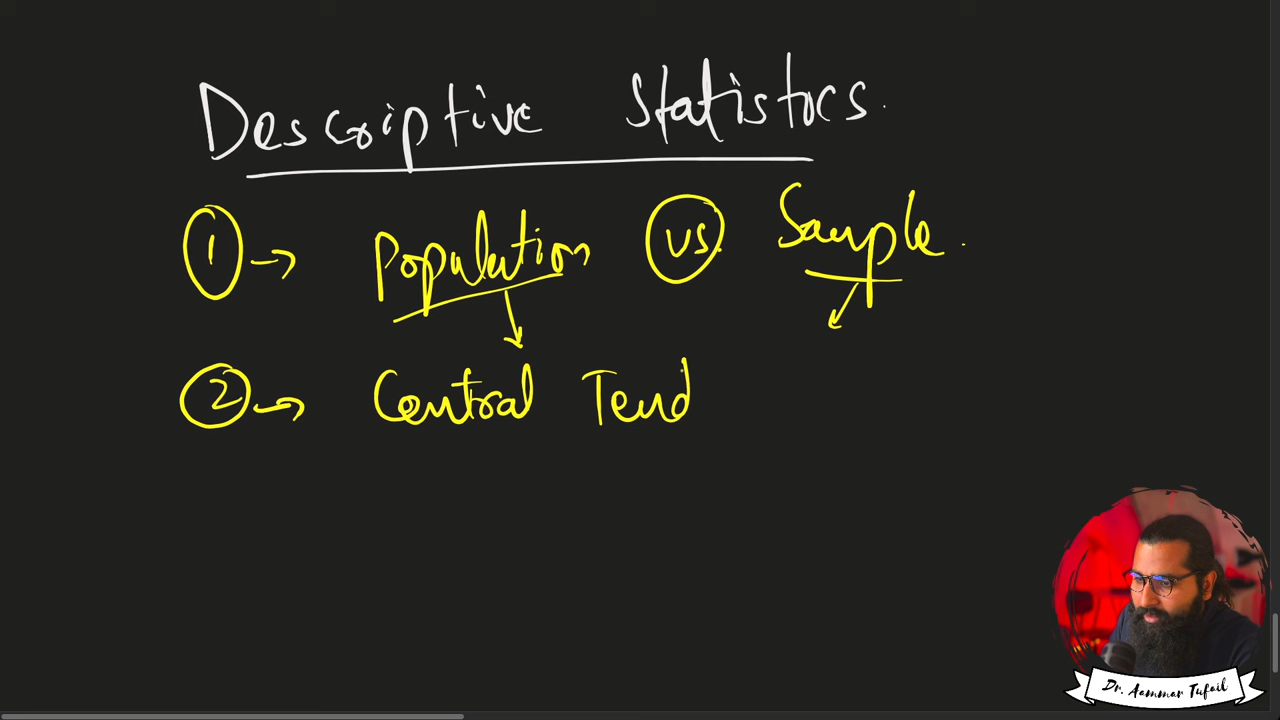 Descriptive Statistics.
1 → Population vs. Sample.
2 → Central Tend
Dr. Aammar Tufail